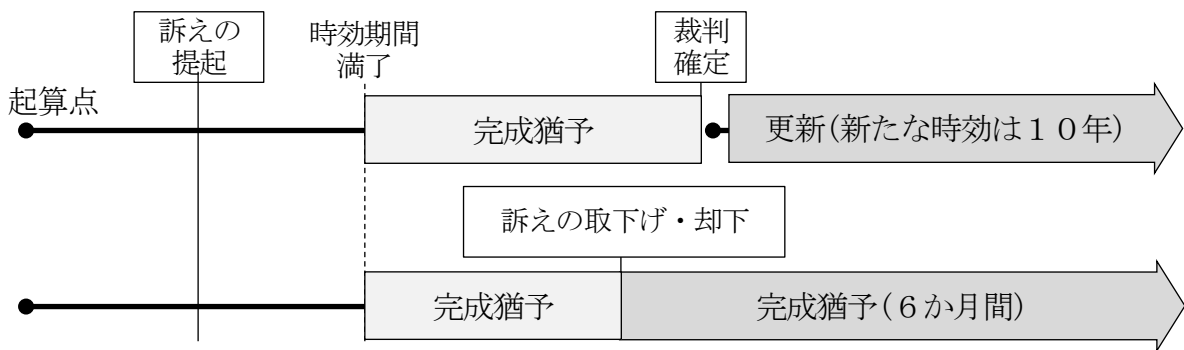 訴えの
提起
時効期間
満了
裁判
確定
起算点
完成猶予
更新(新たな時効は１０年)
訴えの取下げ・却下
完成猶予
完成猶予(６か月間)